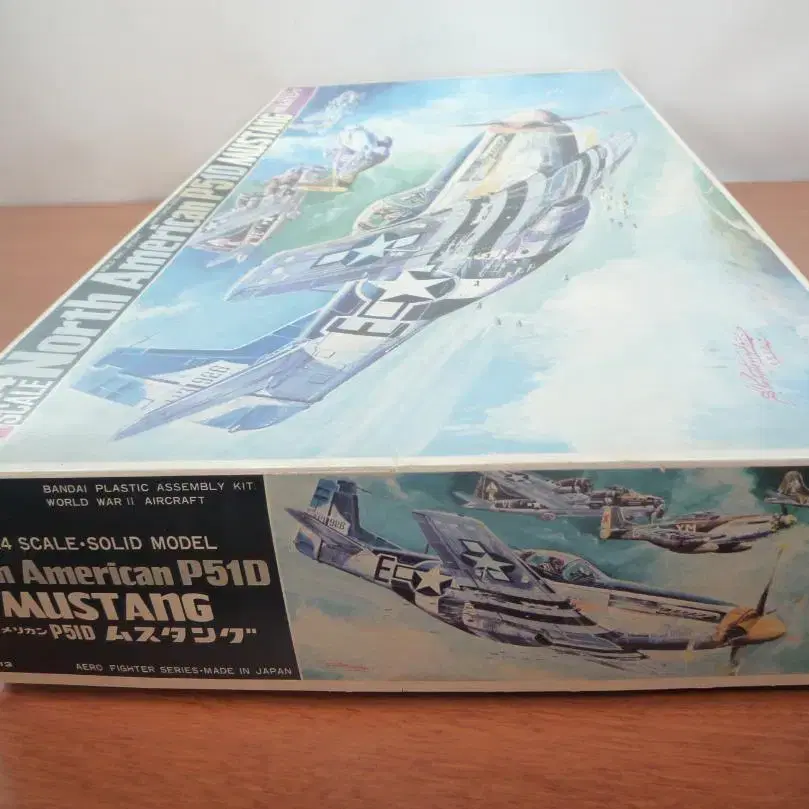 SCALE North American P51D MUSTANG
1926
E
BANDAI PLASTIC ASSEMBLY KIT.
WORLD WAR II AIRCRAFT
4 SCALE・SOLID MODEL
n American P51D
MUSTANG
メリカン P51D ムスタング
AERO FIGHTER SERIES・MADE IN JAPAN
E